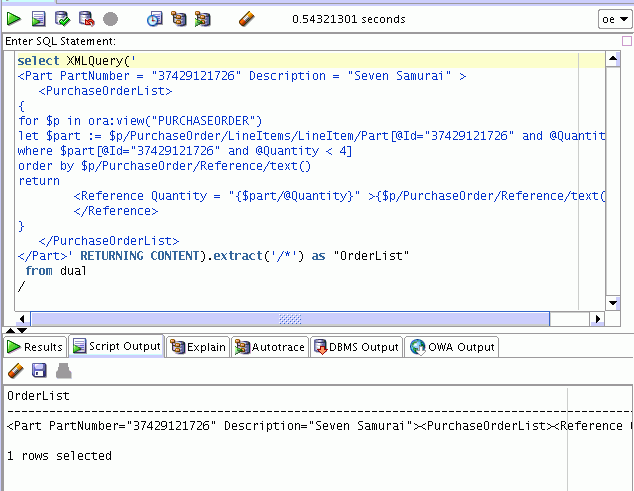 0.54321301 seconds
oe
Enter SQL Statement:
select XMLQuery('
<Part PartNumber = "37429121726" Description = "Seven Samurai" >
<PurchaseOrderList>
{
for $p in ora:view("PURCHASEORDER")
let $part := $p/PurchaseOrder/LineItems/LineItem/Part[@Id="37429121726" and @Quantit
where $part[@Id="37429121726" and @Quantity < 4]
order by $p/PurchaseOrder/Reference/text()
return
<Reference Quantity = "{$part/@Quantity}" >{$p/PurchaseOrder/Reference/text(
</Reference>
}
</PurchaseOrderList>
</Part>' RETURNING CONTENT).extract('/*') as "OrderList"
from dual
/
Results Script Output Explain Autotrace DBMS Output OWA Output
OrderList
--------------------------------------------------------------------------------
<Part PartNumber="37429121726" Description="Seven Samurai"><PurchaseOrderList><Reference
1 rows selected